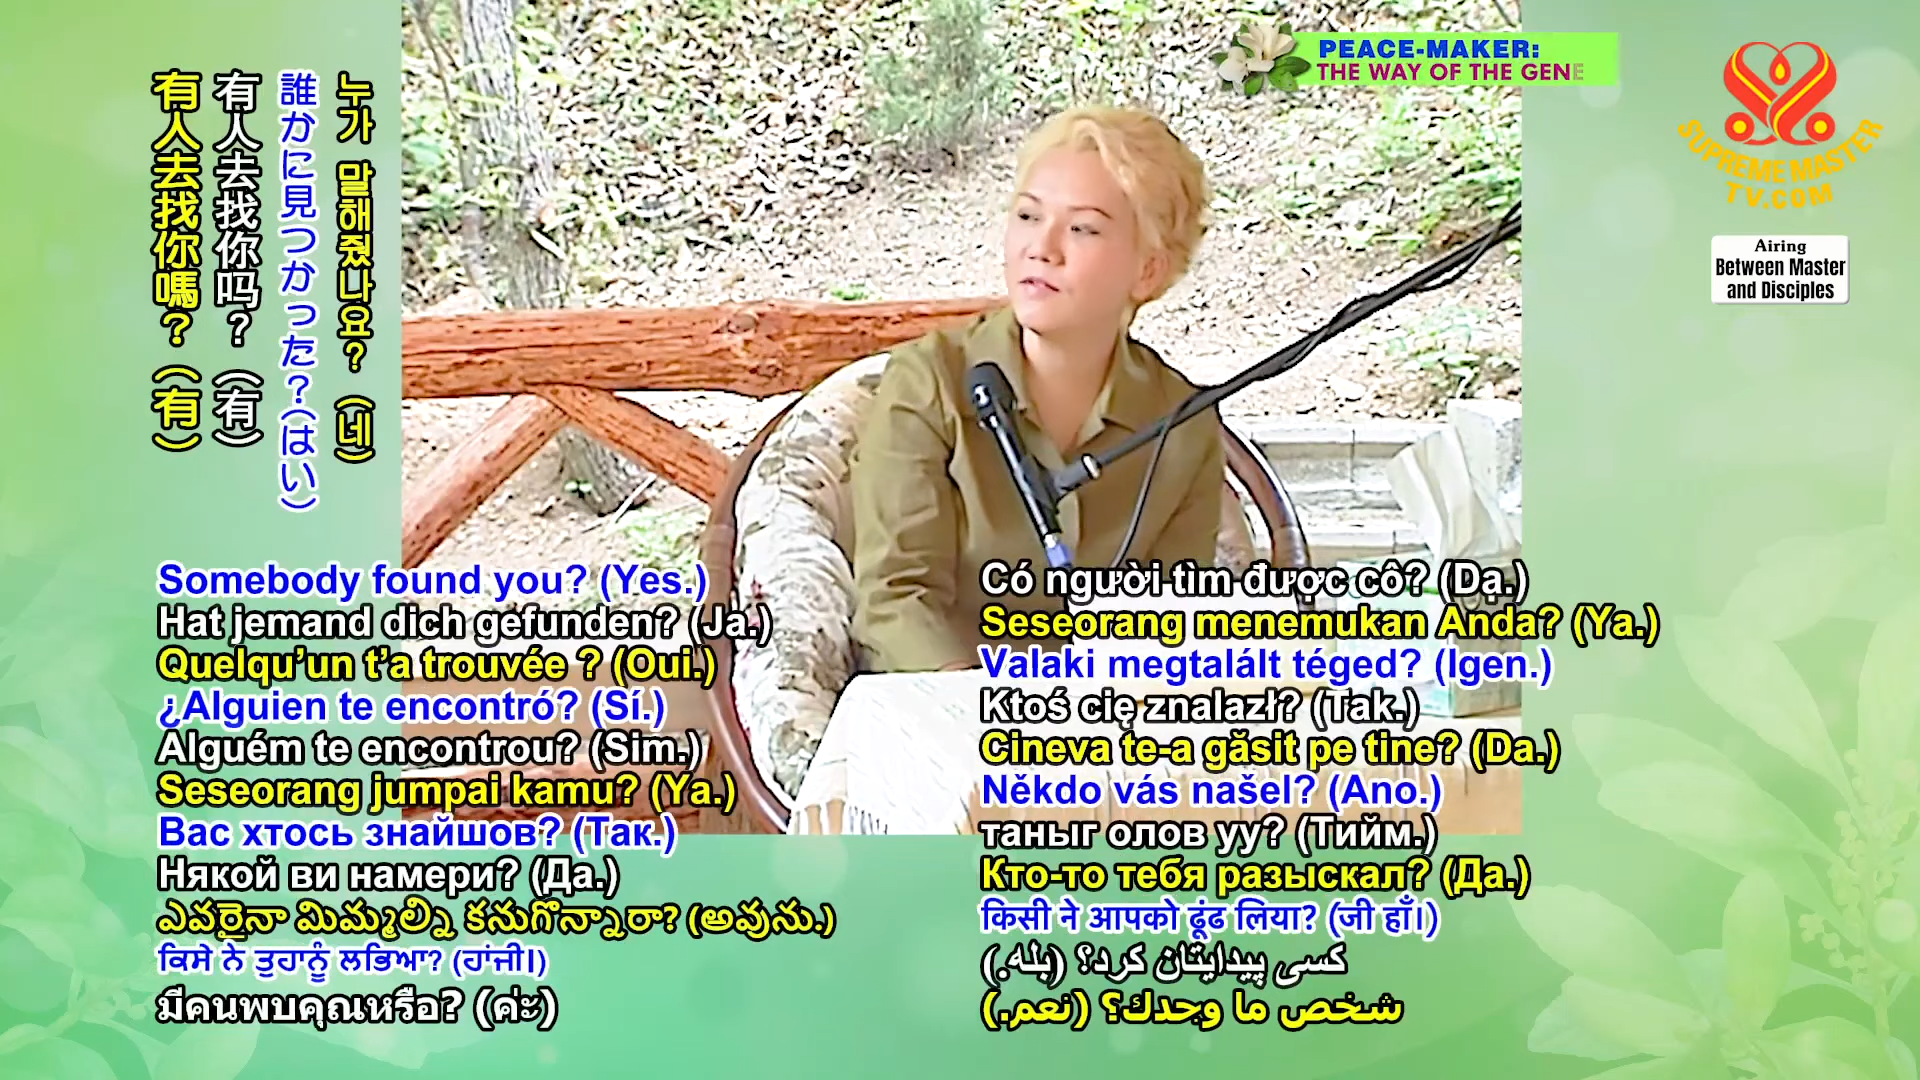 PEACE-MAKER:
THE WAY OF THE GENE
SUPREME MASTER
TV.COM
Airing
Between Master
and Disciples
有人去找你嗎？（有）
有人去找你吗？（有）
誰かに見つかった？（はい）
누가 말해줬나요? (네)
Somebody found you? (Yes.)
Hat jemand dich gefunden? (Ja.)
Quelqu’un t’a trouvée ? (Oui.)
¿Alguien te encontró? (Sí.)
Alguém te encontrou? (Sim.)
Seseorang jumpai kamu? (Ya.)
Вас хтось знайшов? (Так.)
Някой ви намери? (Да.)
ఎవరైనా మిమ్మల్ని కనుగొన్నారా? (అవును.)
ਕਿਸੇ ਨੇ ਤੁਹਾਨੂੰ ਲਭਿਆ? (ਹਾਂਜੀ।)
มีคนพบคุณหรือ? (ค่ะ)
Có người tìm được cô? (Dạ.)
Seseorang menemukan Anda? (Ya.)
Valaki megtalált téged? (Igen.)
Ktoś cię znalazł? (Tak.)
Cineva te-a găsit pe tine? (Da.)
Někdo vás našel? (Ano.)
таныг олов уу? (Тийм.)
Кто-то тебя разыскал? (Да.)
किसी ने आपको ढूंढ लिया? (जी हाँ।)
کسی پیدایتان کرد؟ (بله.)
شخص ما وجدك؟ (نعم.)